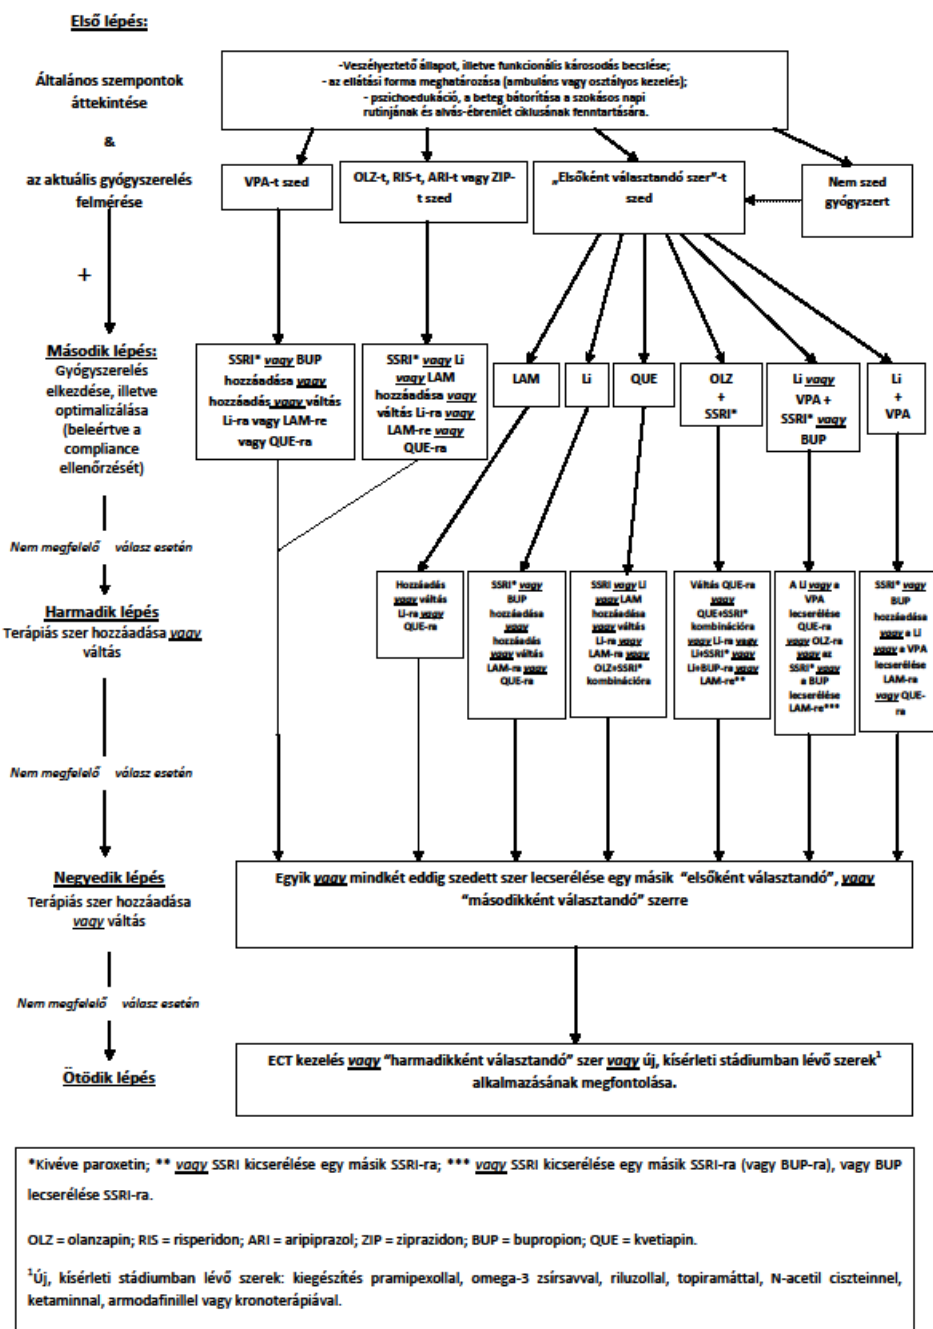 Első lépés:
Általános szempontok
áttekintése
&
az aktuális gyógyszerelés
felmérése
-Veszélyeztető állapot, illetve funkcionális károsodás becslése;
- az ellátási forma meghatározása (ambuláns vagy osztályos kezelés);
- pszichoedukáció, a beteg bátorítása a szokásos napi
rutinjának és alvás-ébrenlét ciklusának fenntartására.
VPA-t szed
OLZ-t, RIS-t, ARI-t vagy ZIP-
t szed
„Elsőként választandó szer”-t
szed
Nem szed
gyógyszert
+
Második lépés:
Gyógyszerelés
elkezdése, illetve
optimalizálása
(beleértve a
compliance
ellenőrzését)
SSRI* vagy BUP
hozzáadása vagy
hozzáadás vagy váltás
Li-ra vagy LAM-re
vagy QUE-ra
SSRI* vagy Li
vagy LAM
hozzáadása vagy
váltás Li-ra vagy
LAM-re vagy
QUE-ra
LAM
Li
QUE
OLZ
+
SSRI*
Li vagy
VPA +
SSRI* vagy
BUP
Li
+
VPA
Nem megfelelő válasz esetén
Harmadik lépés
Terápiás szer hozzáadása vagy
váltás
Hozzáadás
vagy váltás
Li-ra vagy
QUE-ra
SSRI* vagy
BUP
hozzáadása
vagy
hozzáadás
vagy váltás
LAM-ra vagy
QUE-ra
SSRI vagy Li
vagy LAM
hozzáadása
vagy váltás
Li-ra vagy
LAM-ra vagy
OLZ+SSRI*
kombinációra
Váltás QUE-ra
vagy
QUE+SSRI*
kombinációra
vagy Li-ra vagy
Li+SSRI* vagy
Li+BUP-ra vagy
LAM-re**
A Li vagy a
VPA
lecserélése
QUE-ra
vagy OLZ-ra
vagy az
SSRI* vagy
a BUP
lecserélése
LAM-re***
SSRI* vagy
BUP
hozzáadása
vagy a Li
vagy a VPA
lecserélése
LAM-ra
vagy QUE-
ra
Nem megfelelő válasz esetén
Negyedik lépés
Terápiás szer hozzáadása
vagy váltás
Egyik vagy mindkét eddig szedett szer lecserélése egy másik “elsőként választandó”, vagy
“másodikként választandó” szerre
Nem megfelelő válasz esetén
Ötödik lépés
ECT kezelés vagy “harmadikként választandó” szer vagy új, kísérleti stádiumban lévő szerek¹
alkalmazásának megfontolása.
*Kivéve paroxetin; ** vagy SSRI kicserélése egy másik SSRI-ra; *** vagy SSRI kicserélése egy másik SSRI-ra (vagy BUP-ra), vagy BUP
lecserélése SSRI-ra.
OLZ = olanzapin; RIS = risperidon; ARI = aripiprazol; ZIP = ziprazidon; BUP = bupropion; QUE = kvetiapin.
¹Új, kísérleti stádiumban lévő szerek: kiegészítés pramipexollal, omega-3 zsírsavval, riluzollal, topiramáttal, N-acetil ciszteinnel,
ketaminnal, armodafinillel vagy kronoterápiával.